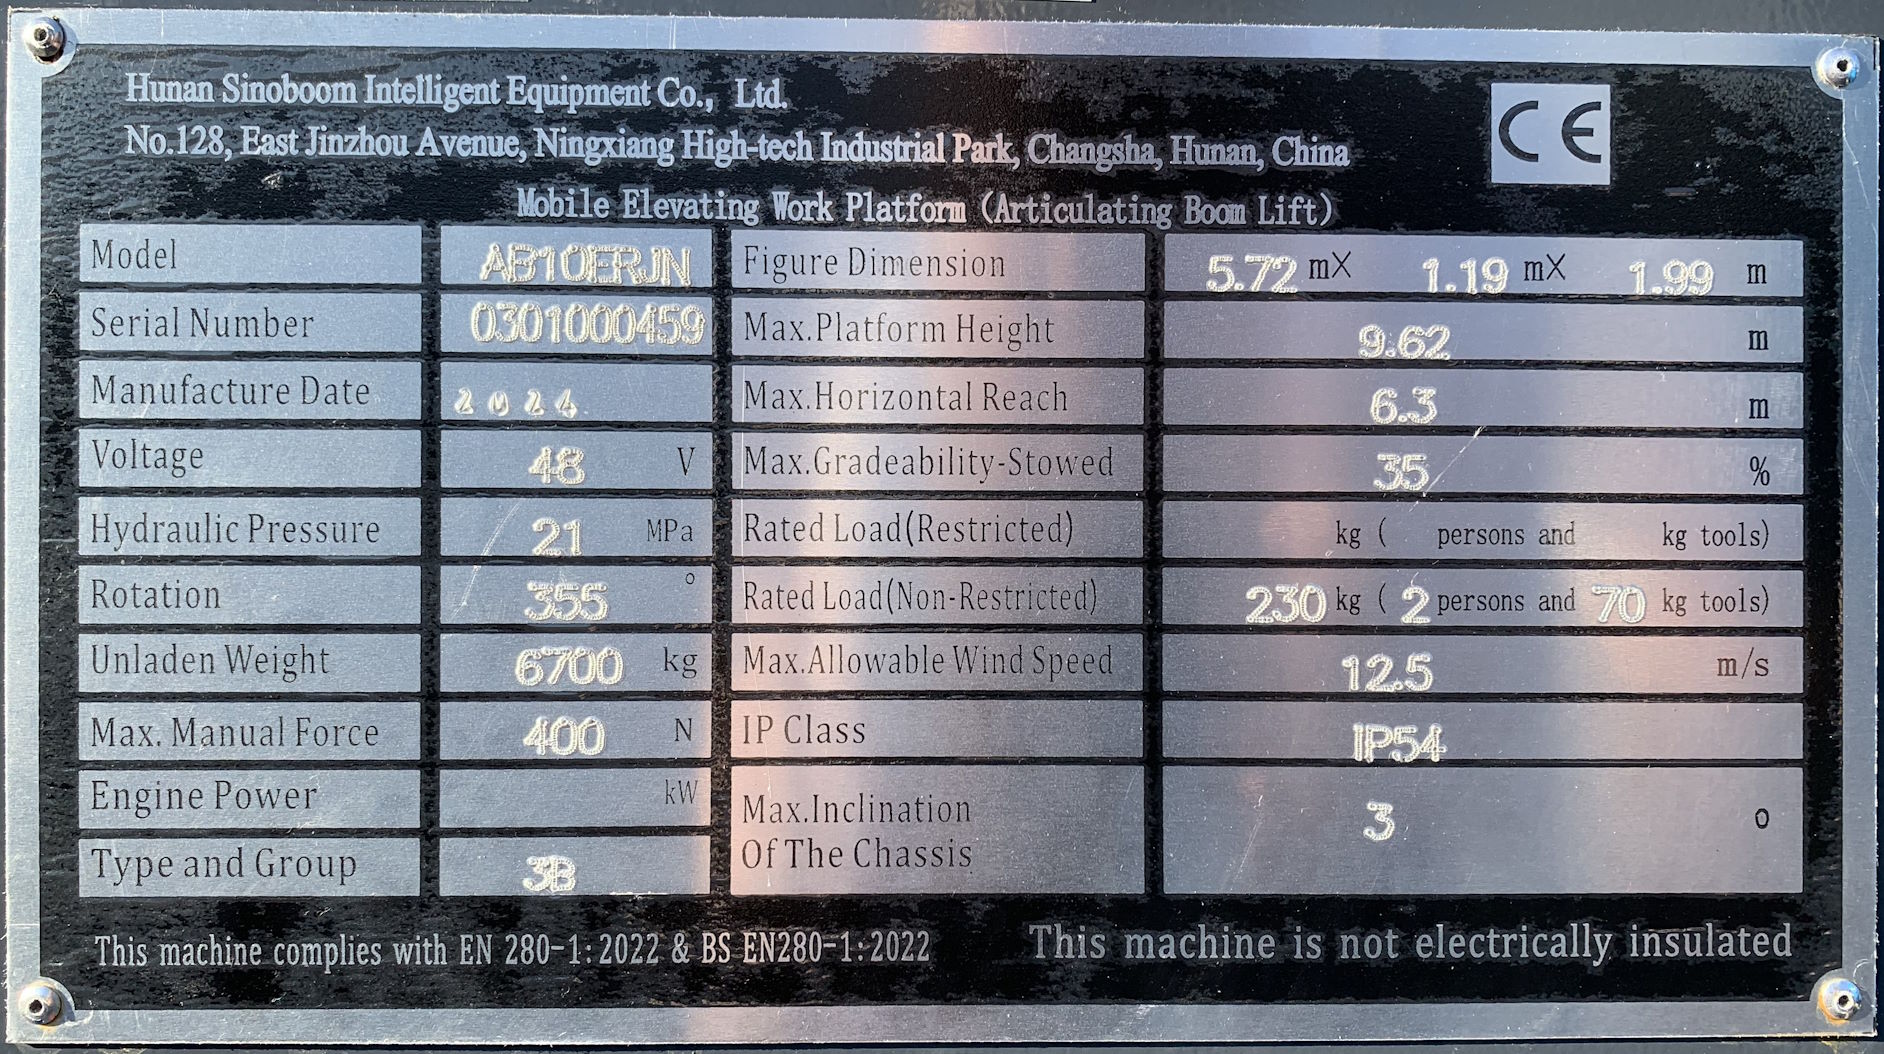 Hunan Sinoboom Intelligent Equipment Co., Ltd.
No.128, East Jinzhou Avenue, Ningxiang High-tech Industrial Park, Changsha, Hunan, China
CE
Mobile Elevating Work Platform (Articulating Boom Lift)
Model AB10ERJN Figure Dimension 5.72 mX 1.19 mX 1.99 m
Serial Number 0301000459 Max.Platform Height 9.62 m
Manufacture Date 2024 Max.Horizontal Reach 6.3 m
Voltage 48 V Max.Gradeability-Stowed 35 %
Hydraulic Pressure 21 MPa Rated Load(Restricted) kg ( persons and kg tools)
Rotation 355 ° Rated Load(Non-Restricted) 230 kg ( 2 persons and 70 kg tools)
Unladen Weight 6700 kg Max.Allowable Wind Speed 12.5 m/s
Max. Manual Force 400 N IP Class IP54
Engine Power kW Max.Inclination
Of The Chassis 3 °
Type and Group 3B
This machine complies with EN 280-1:2022 & BS EN280-1:2022 This machine is not electrically insulated